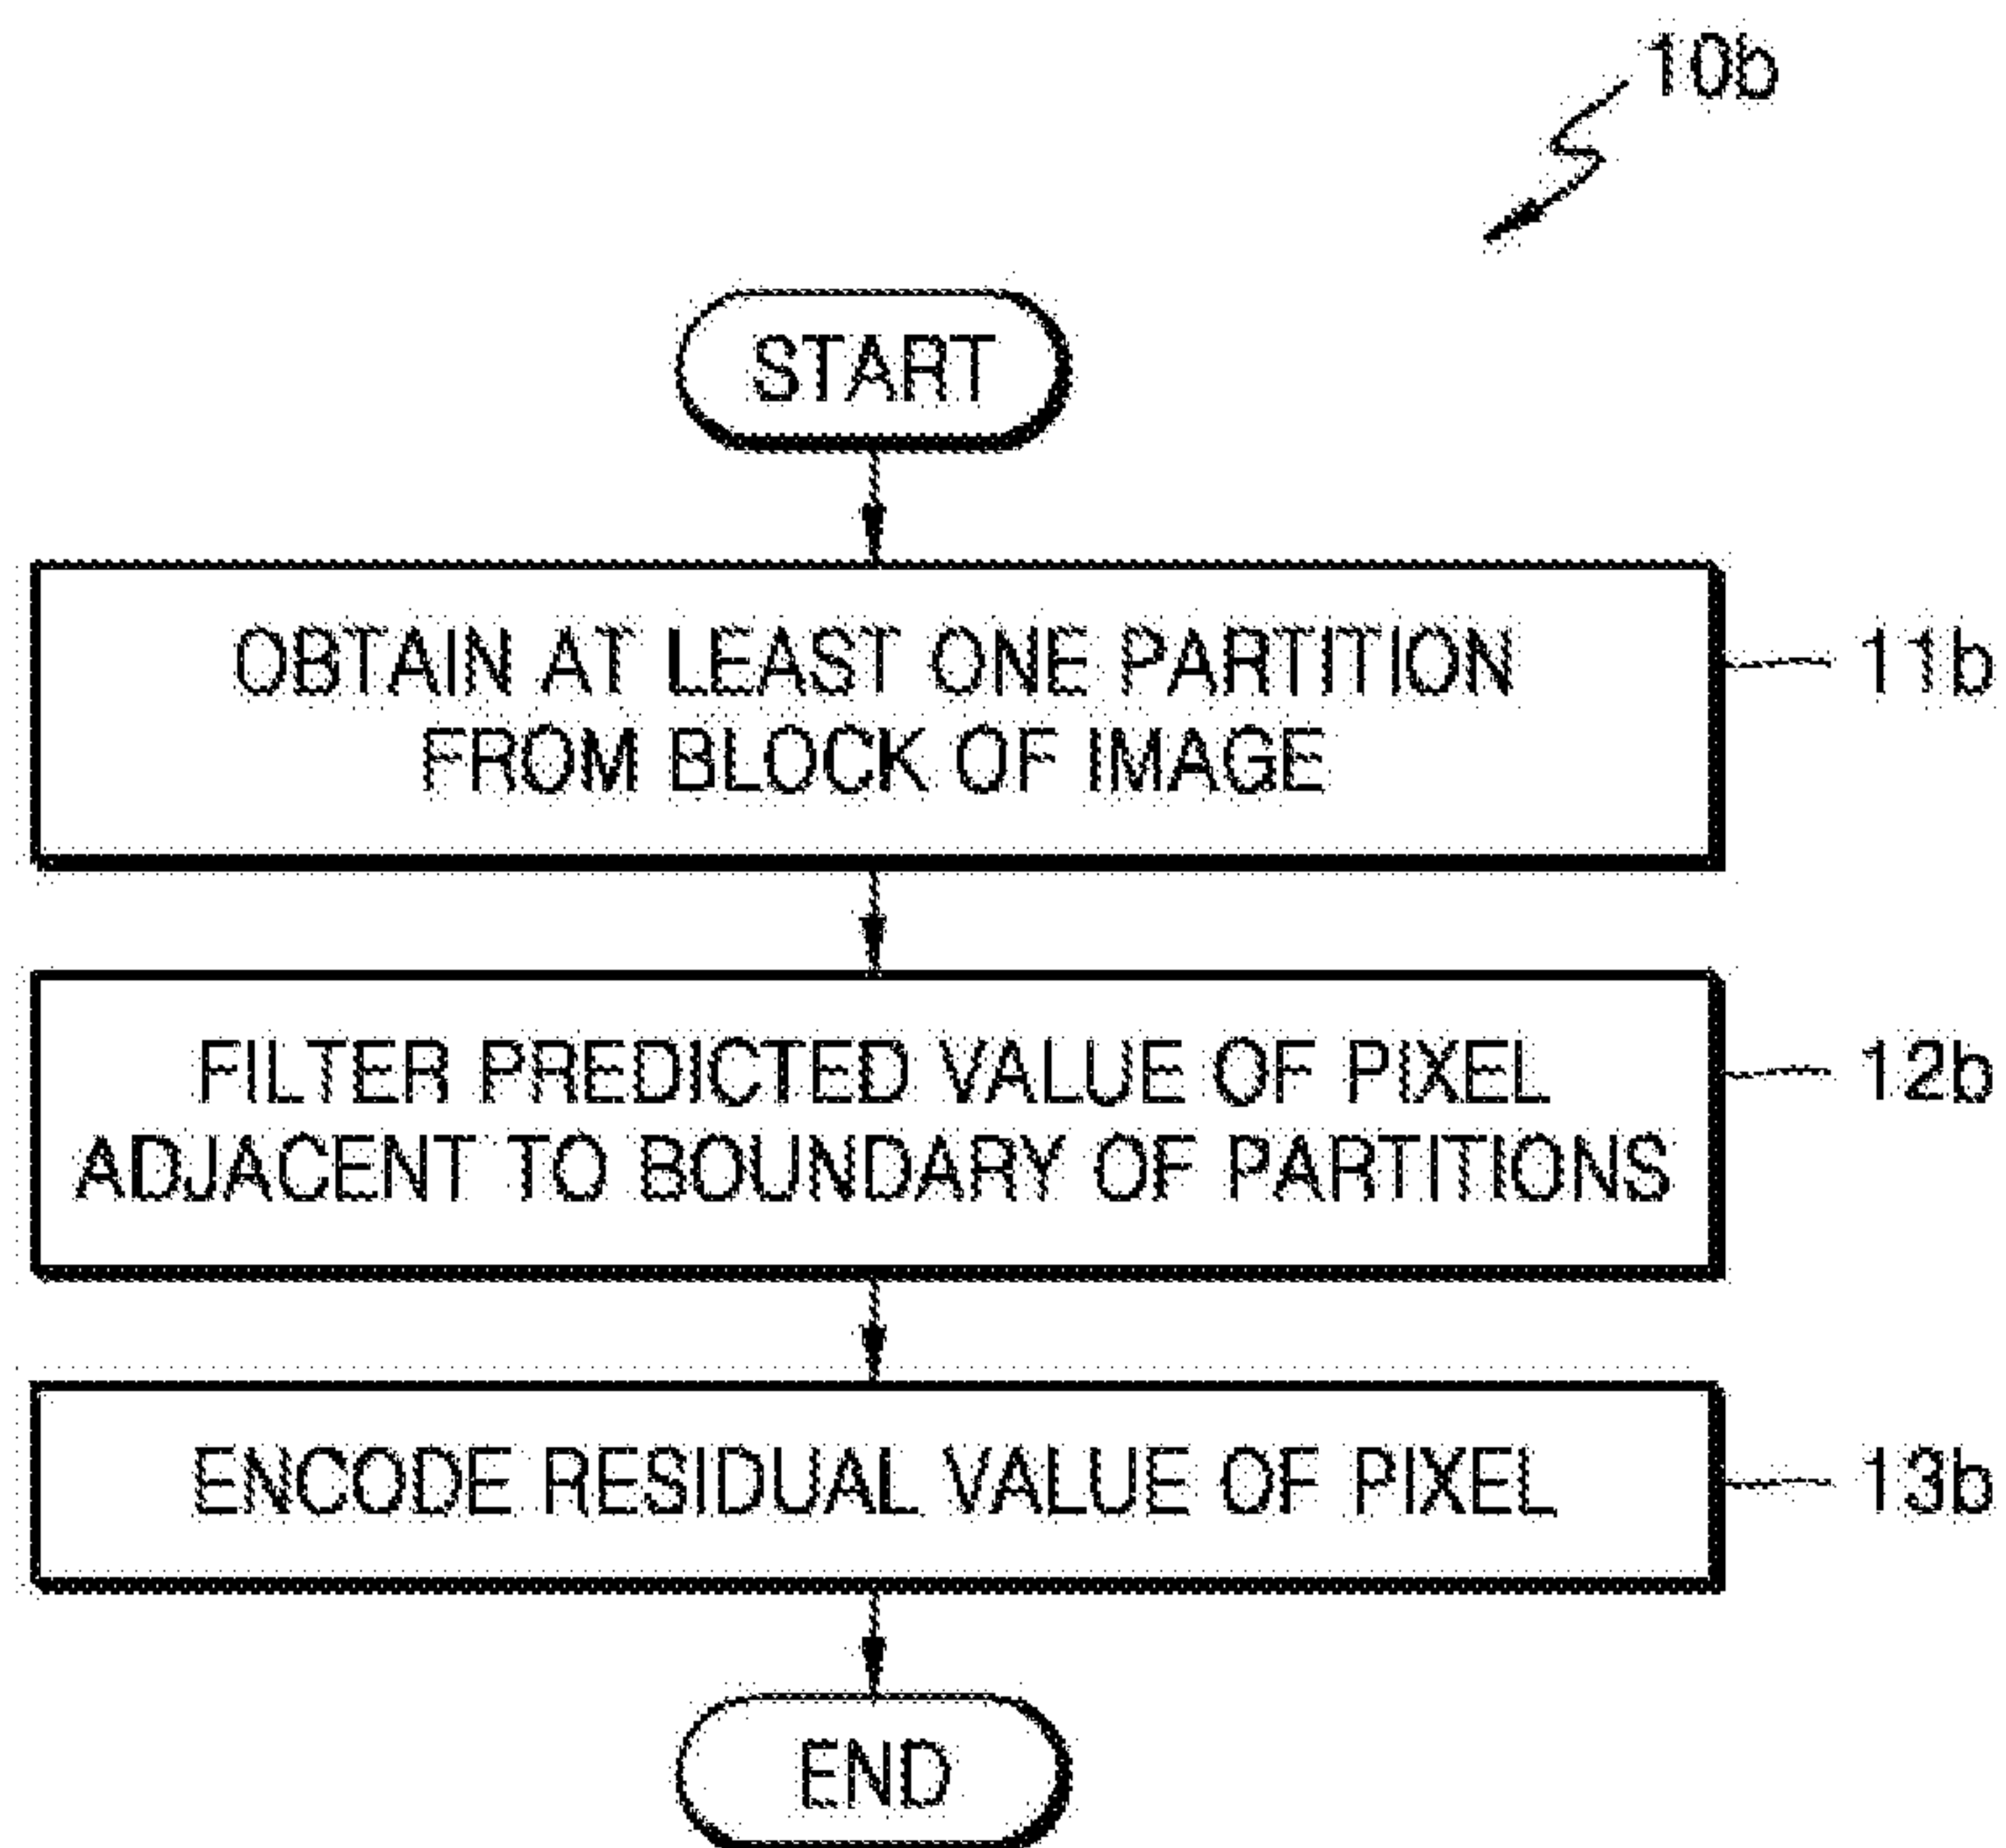 10b
START
OBTAIN AT LEAST ONE PARTITION
FROM BLOCK OF IMAGE
11b
FILTER PREDICTED VALUE OF PIXEL
ADJACENT TO BOUNDARY OF PARTITIONS
12b
ENCODE RESIDUAL VALUE OF PIXEL
13b
END